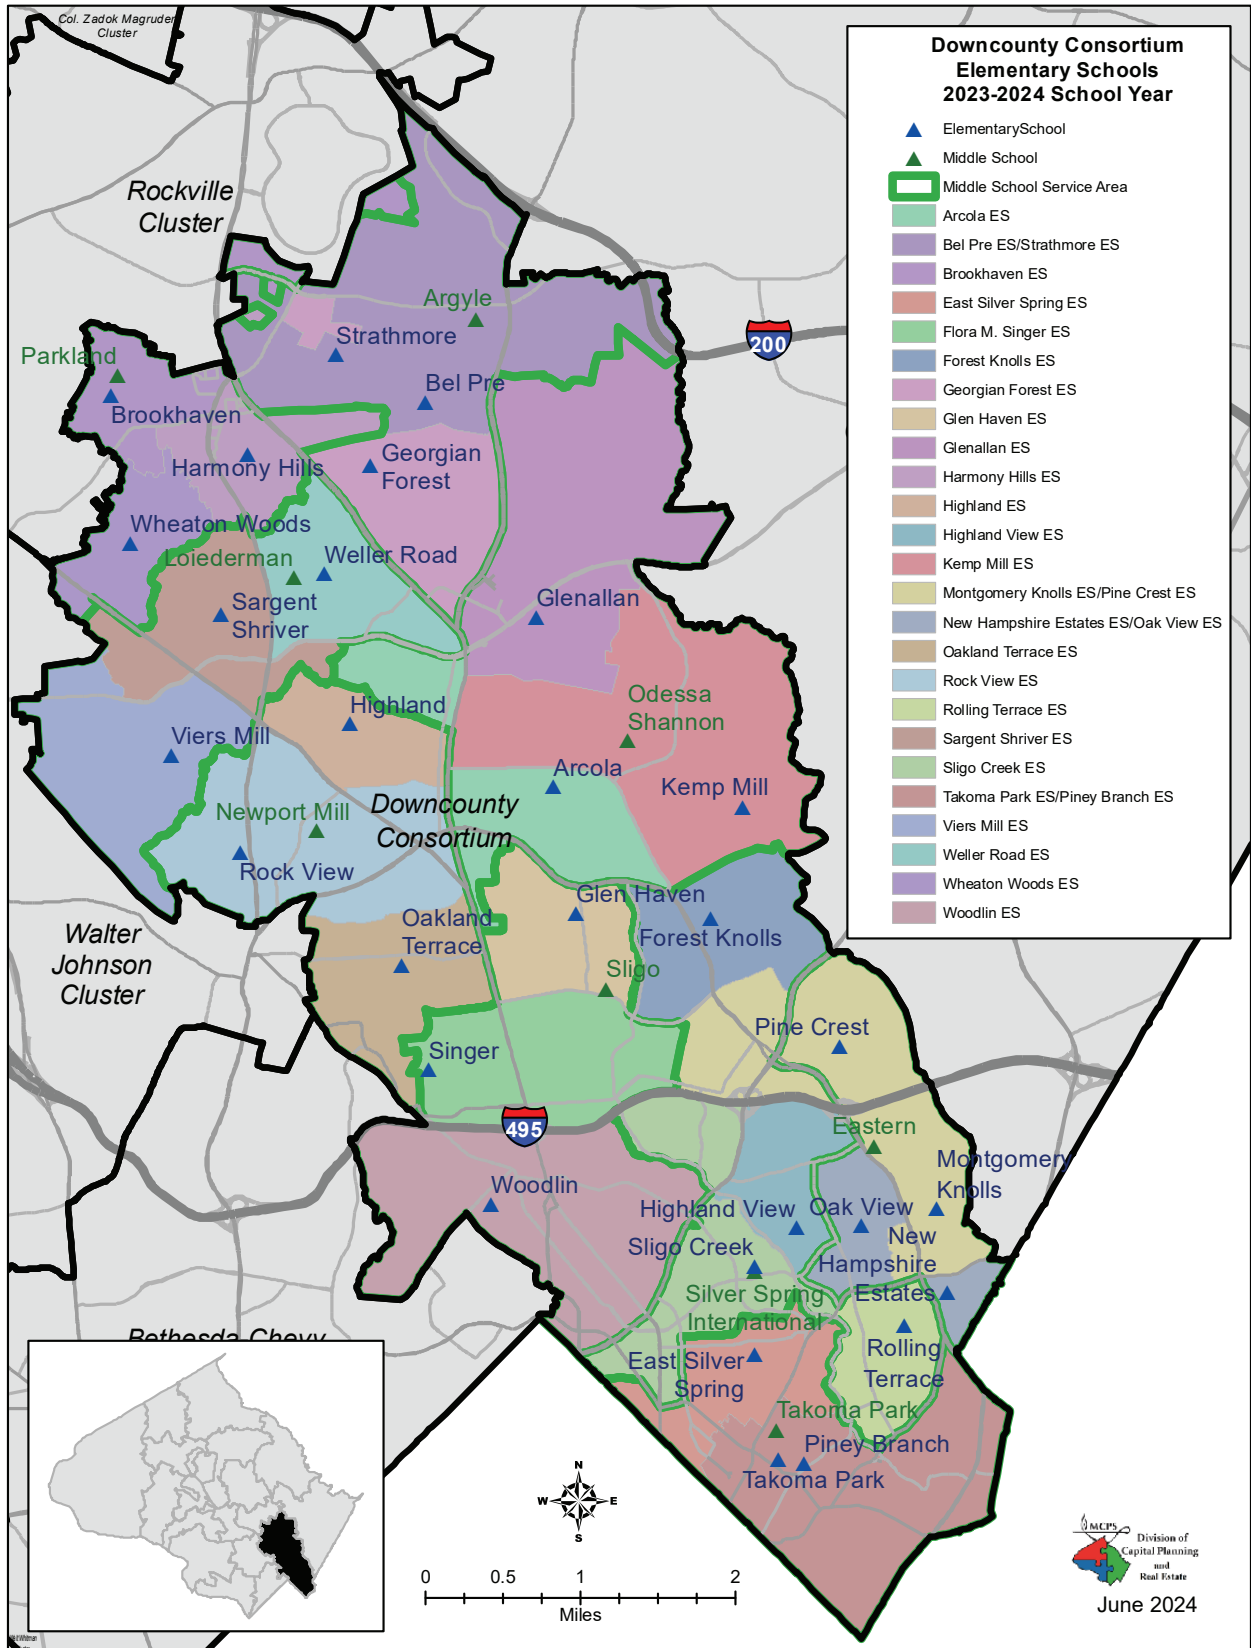 Col. Zadok Magruder
Cluster
Downcounty Consortium
Elementary Schools
2023-2024 School Year
ElementarySchool
Middle School
Middle School Service Area
Arcola ES
Bel Pre ES/Strathmore ES
Brookhaven ES
East Silver Spring ES
Flora M. Singer ES
Forest Knolls ES
Georgian Forest ES
Glen Haven ES
Glenallan ES
Harmony Hills ES
Highland ES
Highland View ES
Kemp Mill ES
Montgomery Knolls ES/Pine Crest ES
New Hampshire Estates ES/Oak View ES
Oakland Terrace ES
Rock View ES
Rolling Terrace ES
Sargent Shriver ES
Sligo Creek ES
Takoma Park ES/Piney Branch ES
Viers Mill ES
Weller Road ES
Wheaton Woods ES
Woodlin ES
Rockville
Cluster
200
Argyle
Strathmore
Parkland
Bel Pre
Brookhaven
Georgian
Forest
Harmony Hills
Wheaton Woods
Loiederman
Weller Road
Sargent
Shriver
Glenallan
Odessa
Shannon
Highland
Viers Mill
Arcola
Kemp Mill
Newport Mill
Downcounty
Consortium
Rock View
Glen Haven
Oakland
Terrace
Forest Knolls
Walter
Johnson
Cluster
Sligo
Pine Crest
Singer
495
Eastern
Montgomery
Knolls
Woodlin
Highland View
Oak View
New
Hampshire
Estates
Sligo Creek
Silver Spring
International
Rolling
Terrace
East Silver
Spring
Takoma Park
Piney Branch
Takoma Park
Bethesda-Chevy
N
W
E
S
0
0.5
1
2
Miles
MCPS
Division of
Capital Planning
and
Real Estate
June 2024